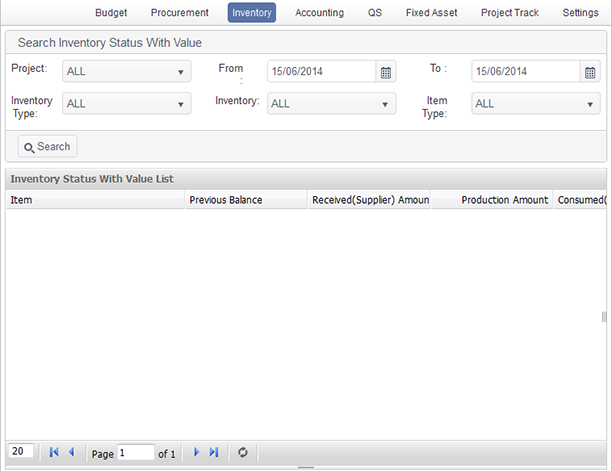 Budget Procurement Inventory Accounting QS Fixed Asset Project Track Settings
Search Inventory Status With Value
Project: ALL From : 15/06/2014 To : 15/06/2014
Inventory Type: ALL Inventory: ALL Item Type: ALL
Search
Inventory Status With Value List
Item Previous Balance Received(Supplier) Amoun Production Amount Consumed(
20 Page 1 of 1